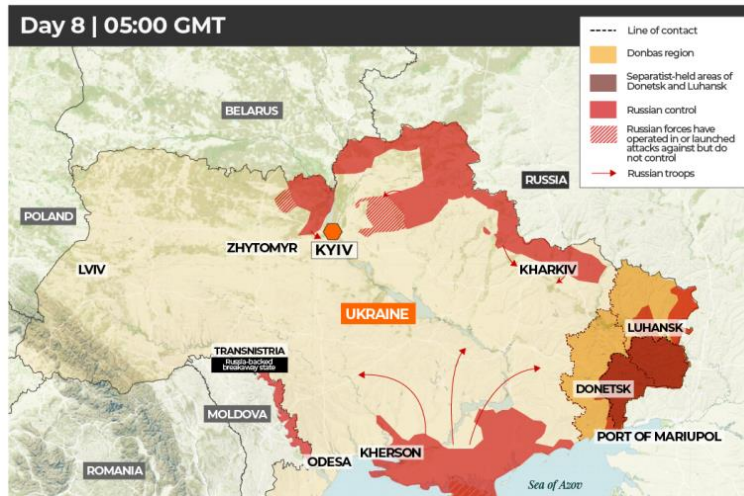 Day 8 | 05:00 GMT
Line of contact
Donbas region
Separatist-held areas of
Donetsk and Luhansk
Russian control
Russian forces have
operated in or launched
attacks against but do
not control
Russian troops
BELARUS
RUSSIA
POLAND
ZHYTOMYR
KYIV
LVIV
KHARKIV
UKRAINE
LUHANSK
TRANSNISTRIA
Russia-backed
breakaway state
DONETSK
MOLDOVA
PORT OF MARIUPOL
KHERSON
ODESA
ROMANIA
Sea of Azov